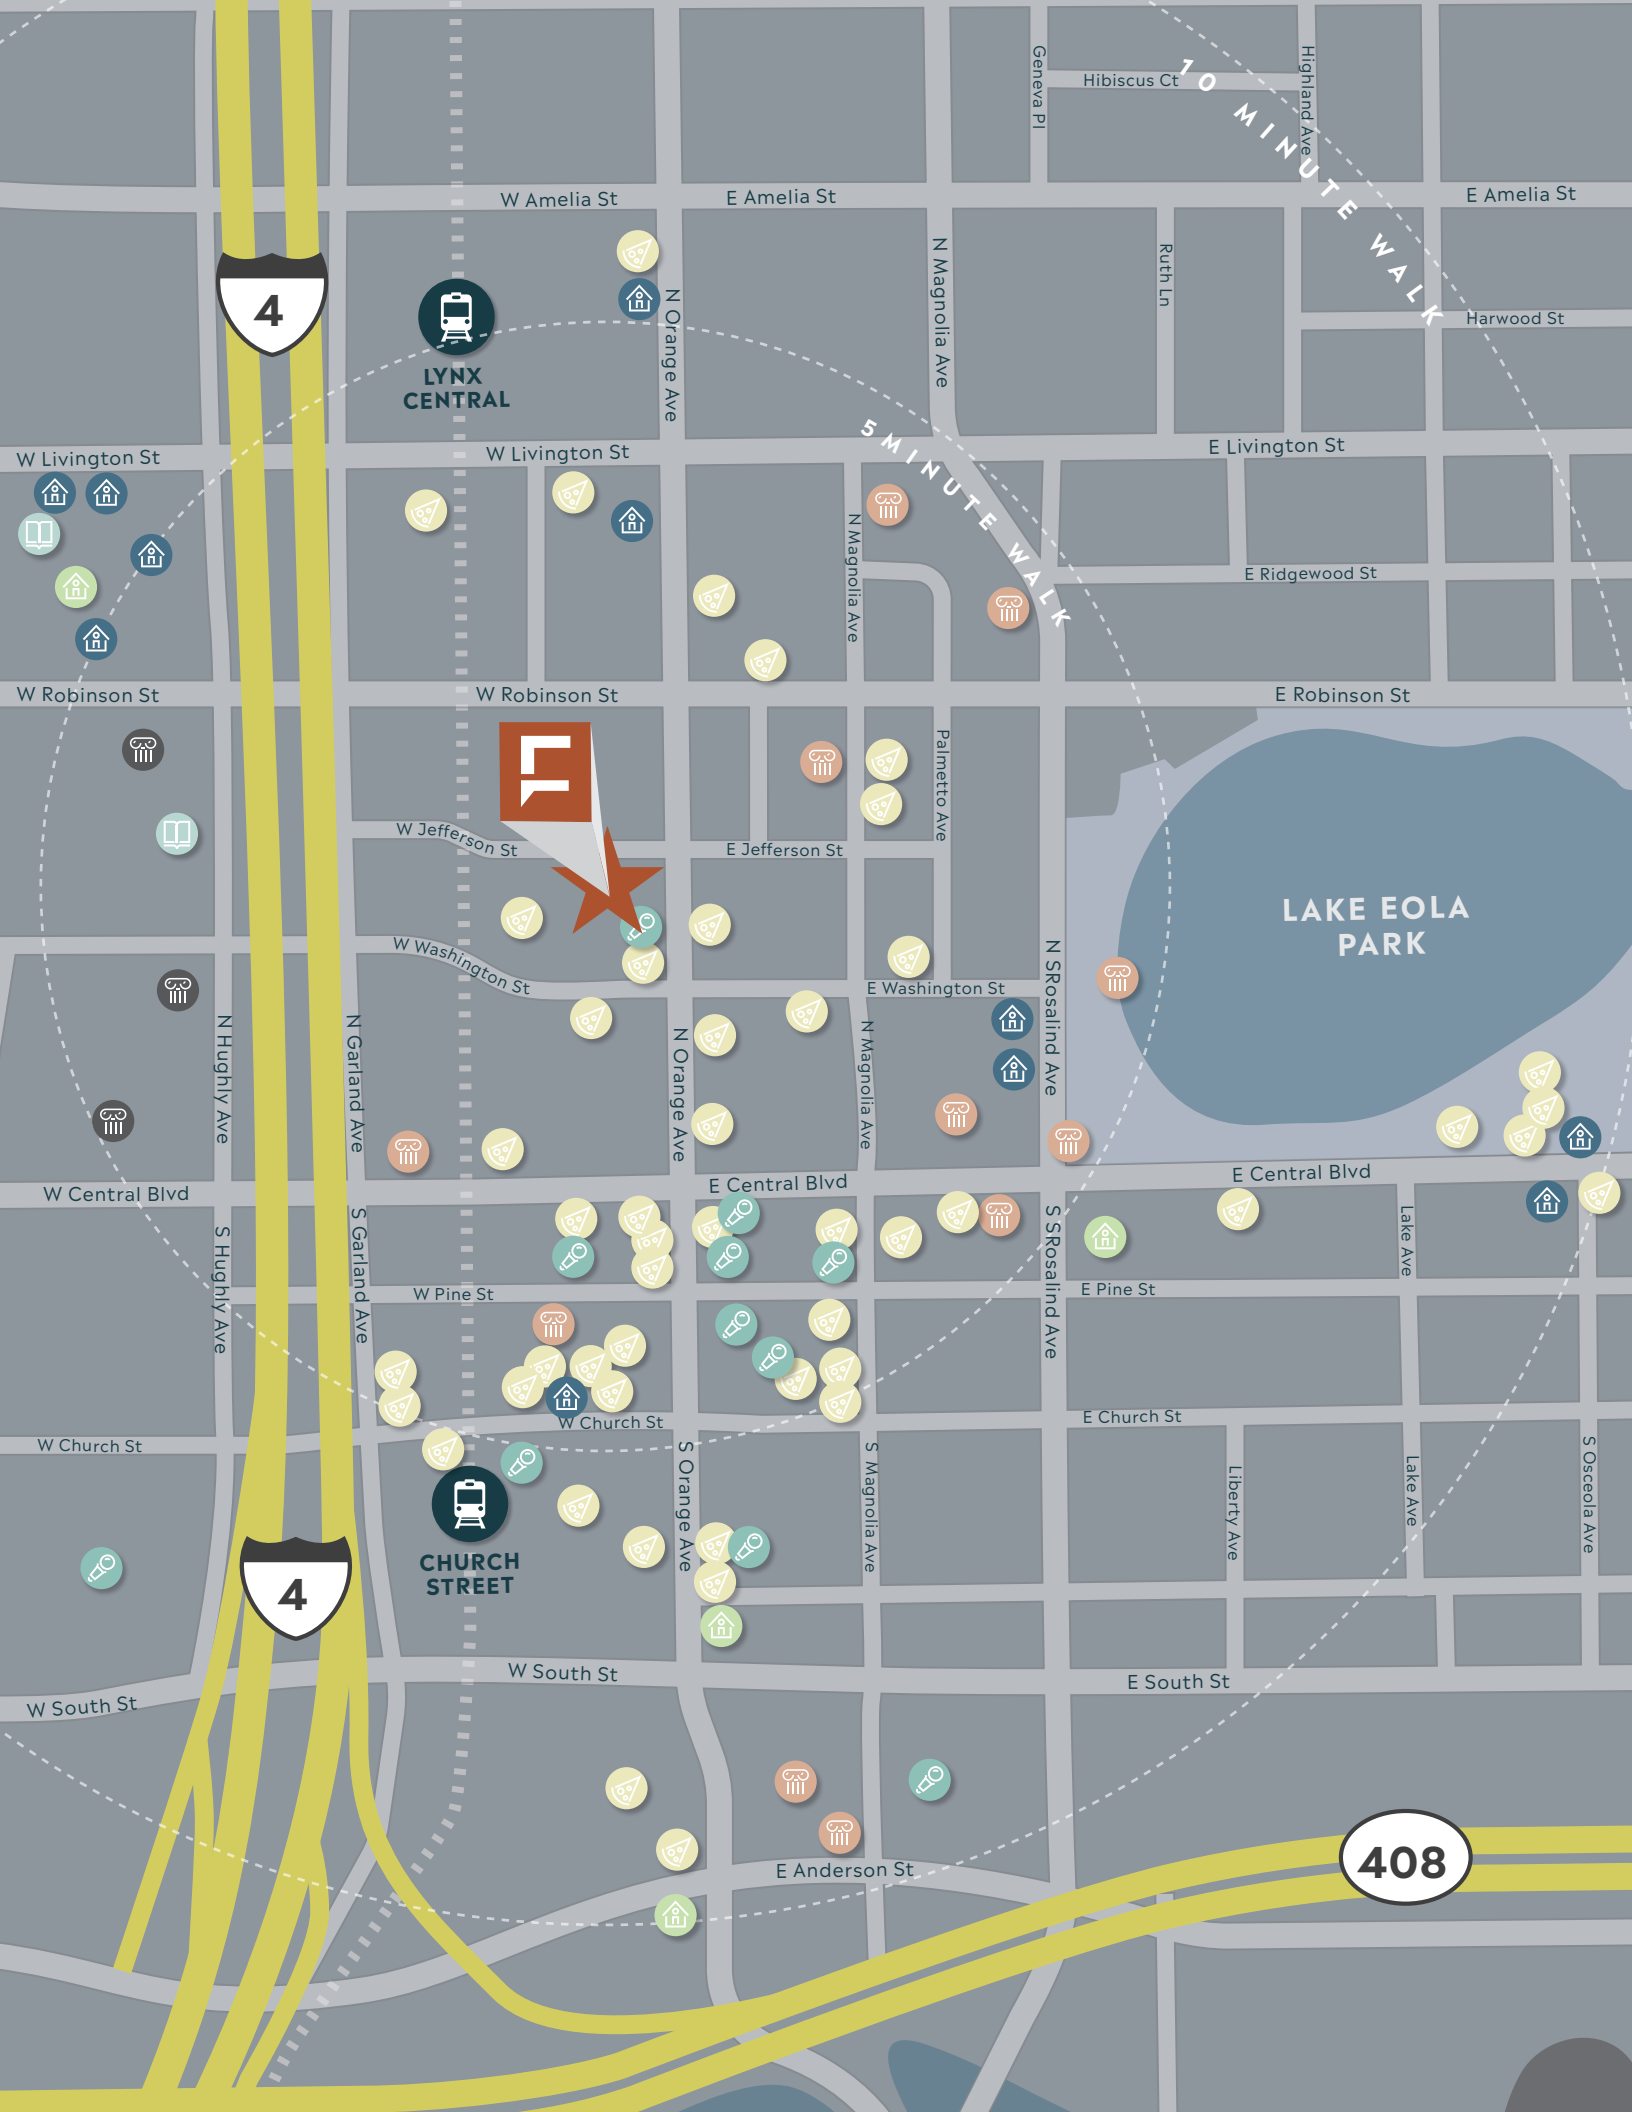 Geneva Pl
Hibiscus Ct
Highland Ave
10 MINUTE WALK
W Amelia St
E Amelia St
E Amelia St
4
LYNX
CENTRAL
N Orange Ave
N Magnolia Ave
Ruth Ln
Harwood St
5 MINUTE WALK
W Livington St
W Livington St
E Livington St
N Magnolia Ave
E Ridgewood St
W Robinson St
W Robinson St
E Robinson St
F
Palmetto Ave
W Jefferson St
E Jefferson St
LAKE EOLA
PARK
W Washington St
E Washington St
N SRosalind Ave
N Hughly Ave
N Garland Ave
N Orange Ave
N Magnolia Ave
W Central Blvd
E Central Blvd
E Central Blvd
S Hughly Ave
S Garland Ave
S SRosalind Ave
Lake Ave
W Pine St
E Pine St
W Church St
W Church St
E Church St
S Orange Ave
S Magnolia Ave
Liberty Ave
Lake Ave
S Osceola Ave
CHURCH
STREET
4
W South St
W South St
E South St
E Anderson St
408